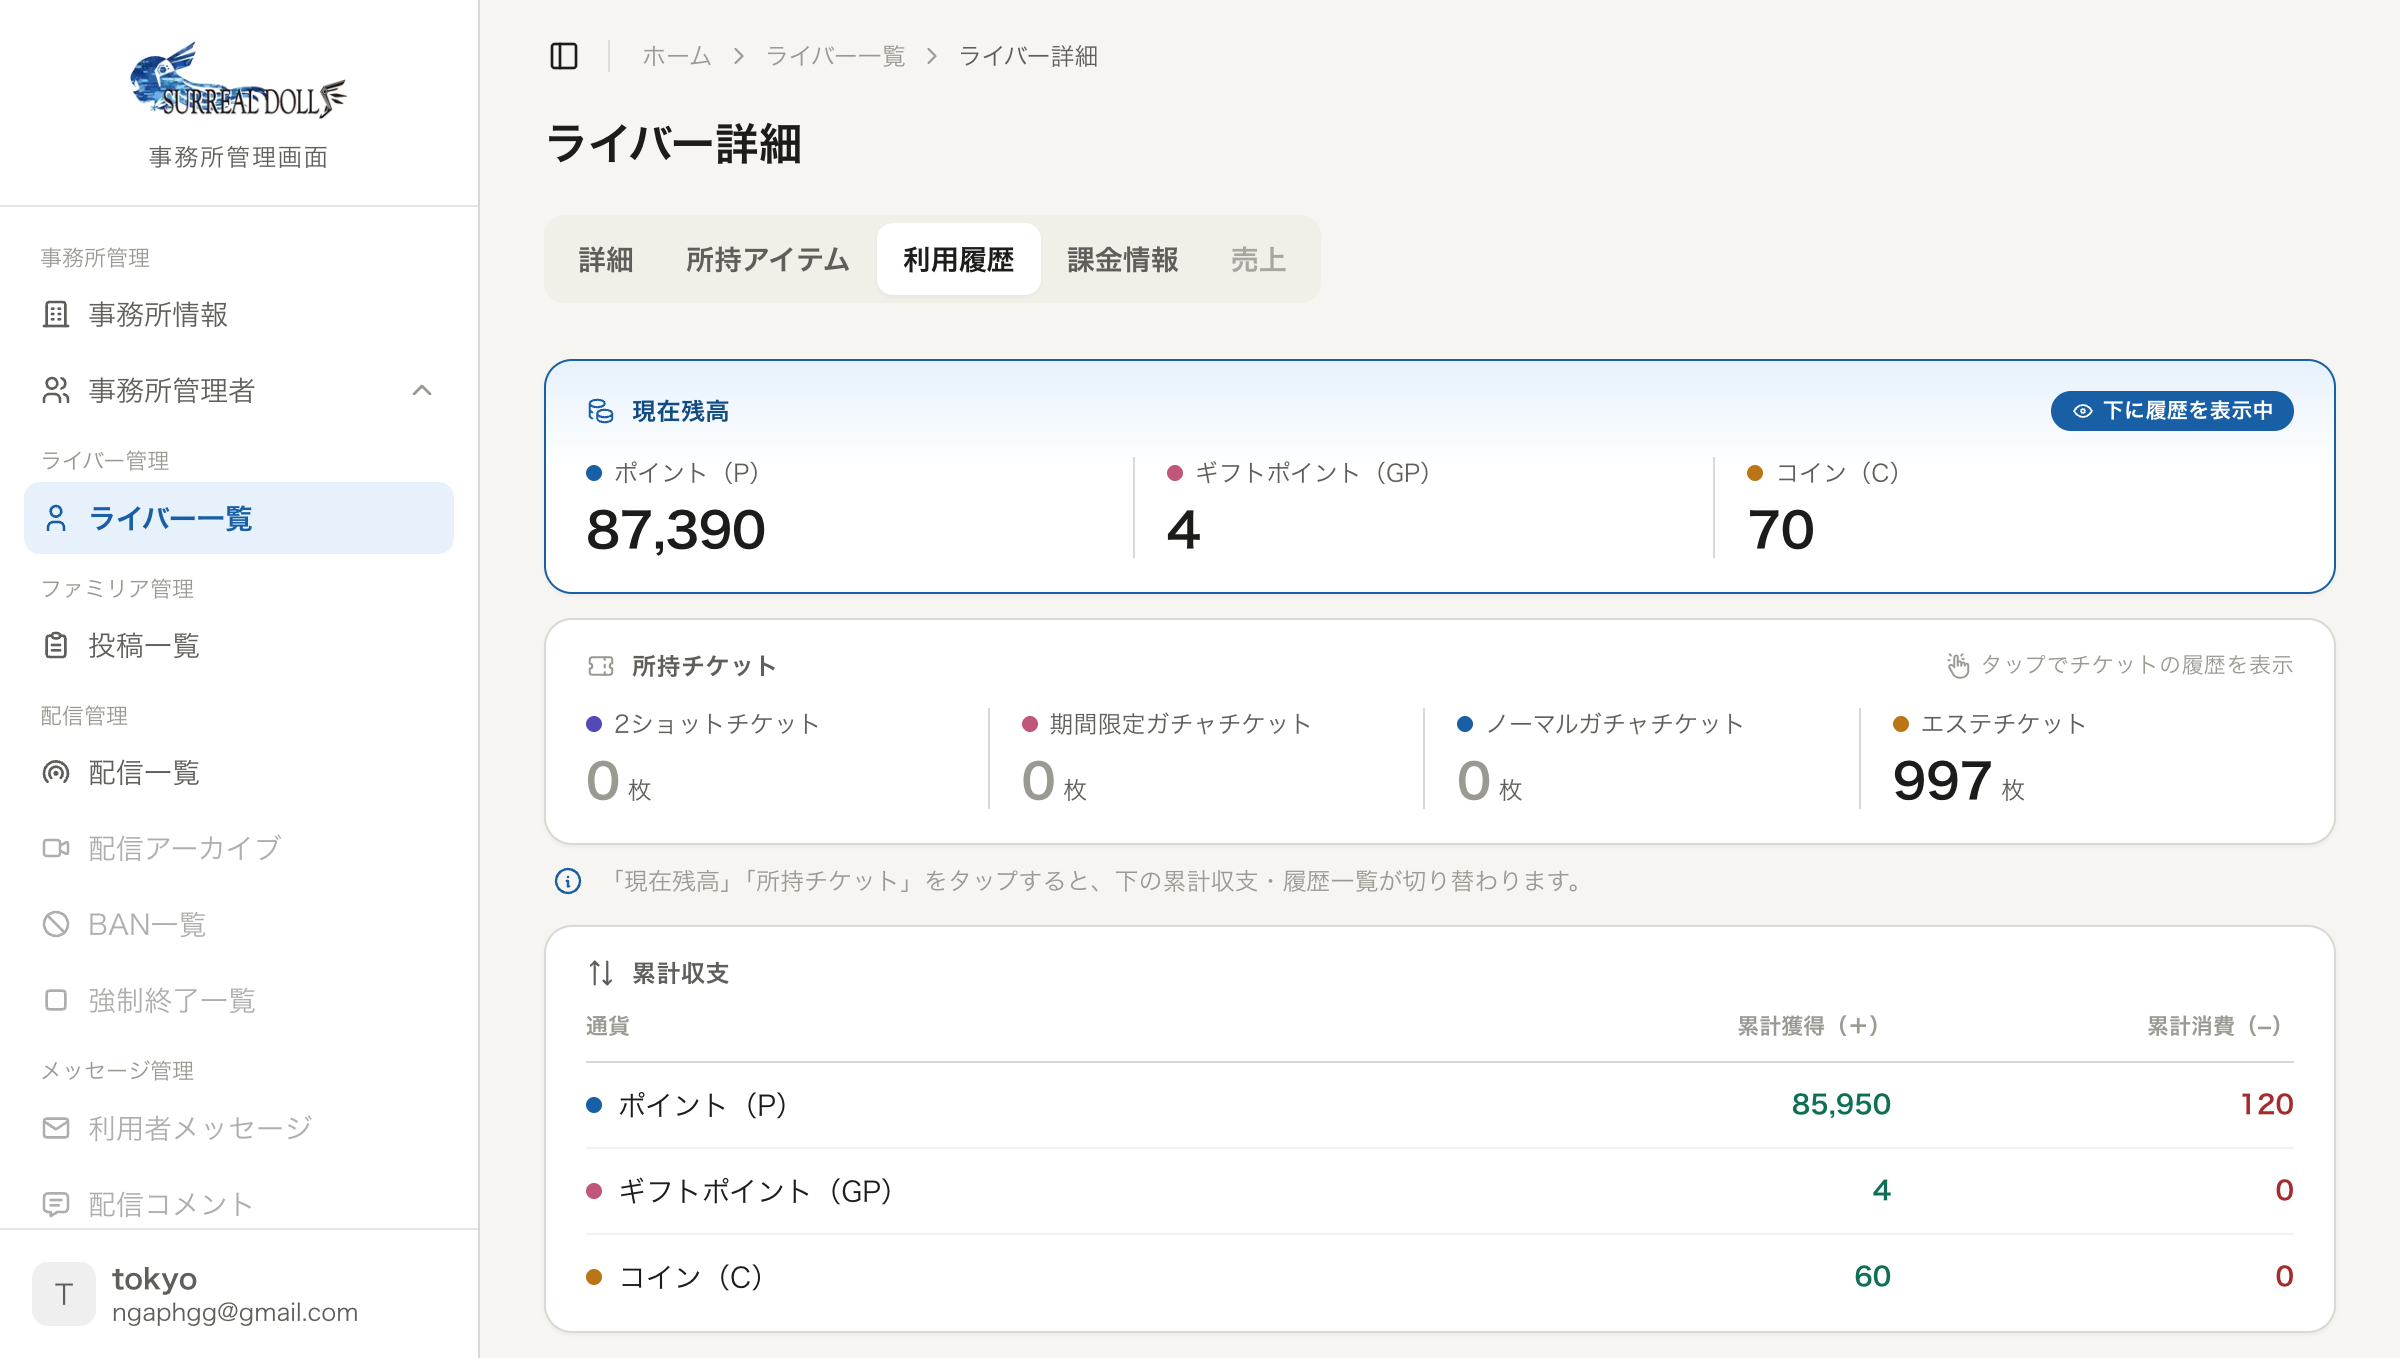 SURREAL DOLL
事務所管理画面
事務所管理
事務所情報
事務所管理者
ライバー管理
ライバー一覧
ファミリア管理
投稿一覧
配信管理
配信一覧
配信アーカイブ
BAN一覧
強制終了一覧
メッセージ管理
利用者メッセージ
配信コメント
T
tokyo
ngaphgg@gmail.com
ホーム > ライバー一覧 > ライバー詳細
ライバー詳細
詳細 所持アイテム 利用履歴 課金情報 売上
現在残高 下に履歴を表示中
ポイント（P） ギフトポイント（GP） コイン（C）
87,390 4 70
所持チケット タップでチケットの履歴を表示
2ショットチケット 期間限定ガチャチケット ノーマルガチャチケット エステチケット
0 枚 0 枚 0 枚 997 枚
「現在残高」「所持チケット」をタップすると、下の累計収支・履歴一覧が切り替わります。
累計収支
通貨 累計獲得（＋） 累計消費（−）
ポイント（P） 85,950 120
ギフトポイント（GP） 4 0
コイン（C） 60 0